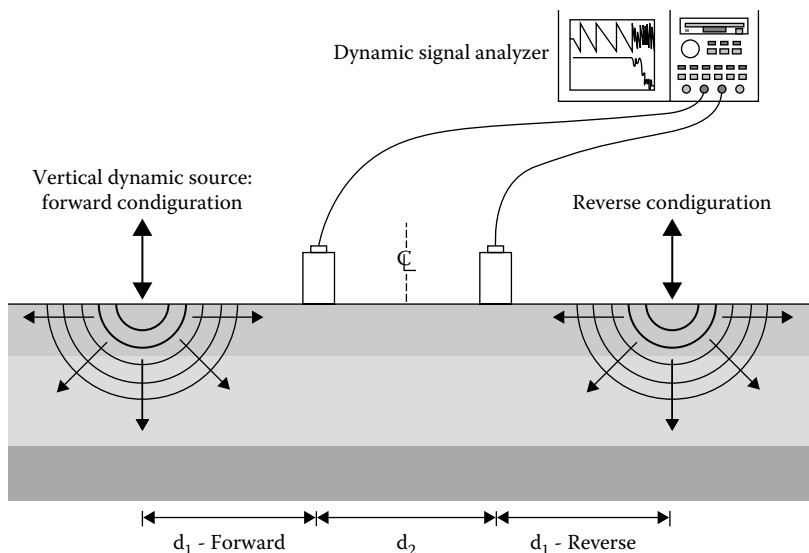 Dynamic signal analyzer
Vertical dynamic source:
forward condiguration
Reverse condiguration
℄
d₁ - Forward
d₂
d₁ - Reverse